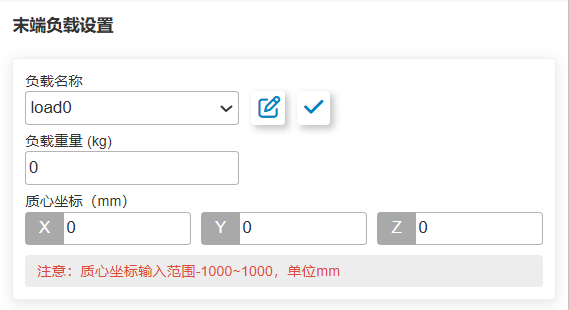 末端负载设置
负载名称
load0
负载重量 (kg)
0
质心坐标（mm）
X 0 Y 0 Z 0
注意：质心坐标输入范围-1000~1000，单位mm